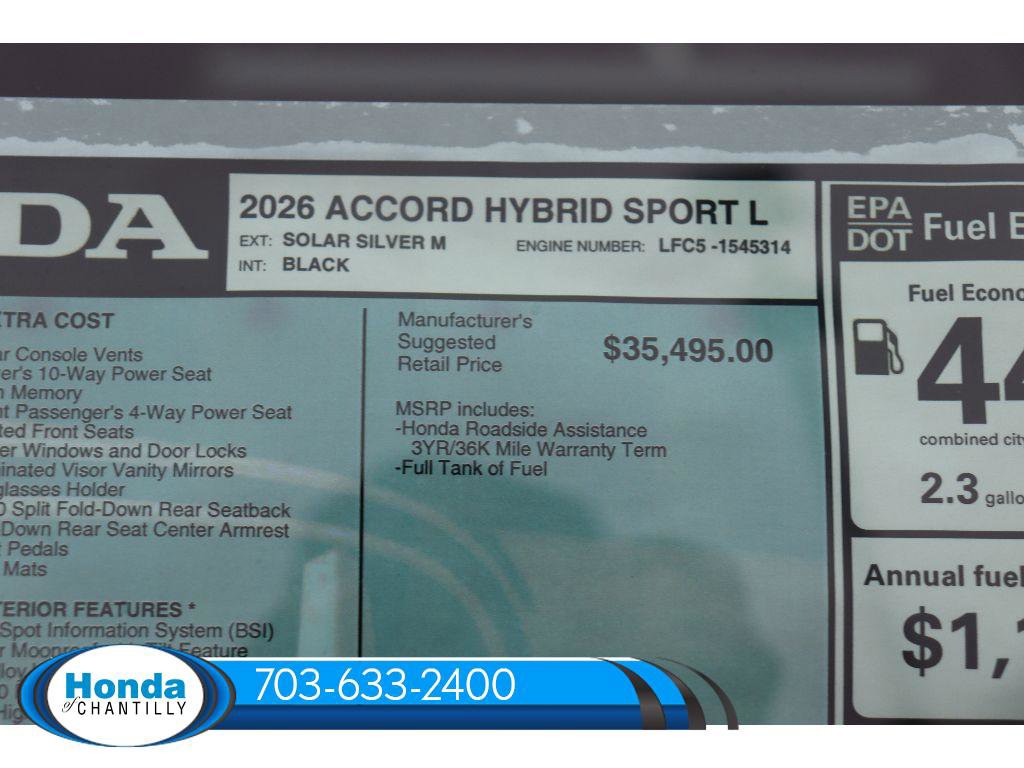 DA
2026 ACCORD HYBRID SPORT L
EXT: SOLAR SILVER M
ENGINE NUMBER: LFC5 -1545314
INT: BLACK
TRA COST
Console Vents
er's 10-Way Power Seat
Memory
Passenger's 4-Way Power Seat
ted Front Seats
er Windows and Door Locks
inated Visor Vanity Mirrors
glasses Holder
0 Split Fold-Down Rear Seatback
Down Rear Seat Center Armrest
Pedals
Mats
TERIOR FEATURES *
Spot Information System (BSI)
Feature
Manufacturer's
Suggested
Retail Price
$35,495.00
MSRP includes:
-Honda Roadside Assistance
3YR/36K Mile Warranty Term
-Full Tank of Fuel
EPA
DOT
Fuel E
Fuel Econo
44
combined city
2.3 gallo
Annual fuel
$1,
Honda
of CHANTILLY
703-633-2400